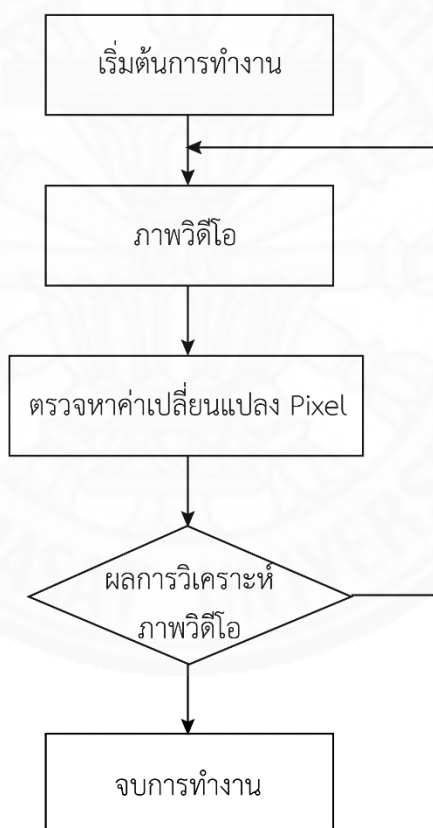 เริ่มต้นการทำงาน
ภาพวิดีโอ
ตรวจหาค่าเปลี่ยนแปลง Pixel
ผลการวิเคราะห์
ภาพวิดีโอ
จบการทำงาน